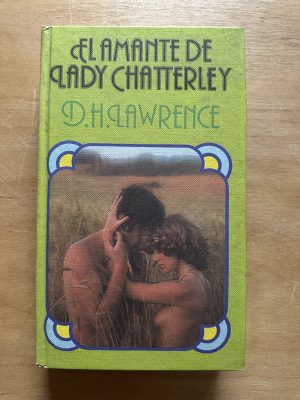 EL AMANTE DE
LADY CHATTERLEY
D.H. LAWRENCE